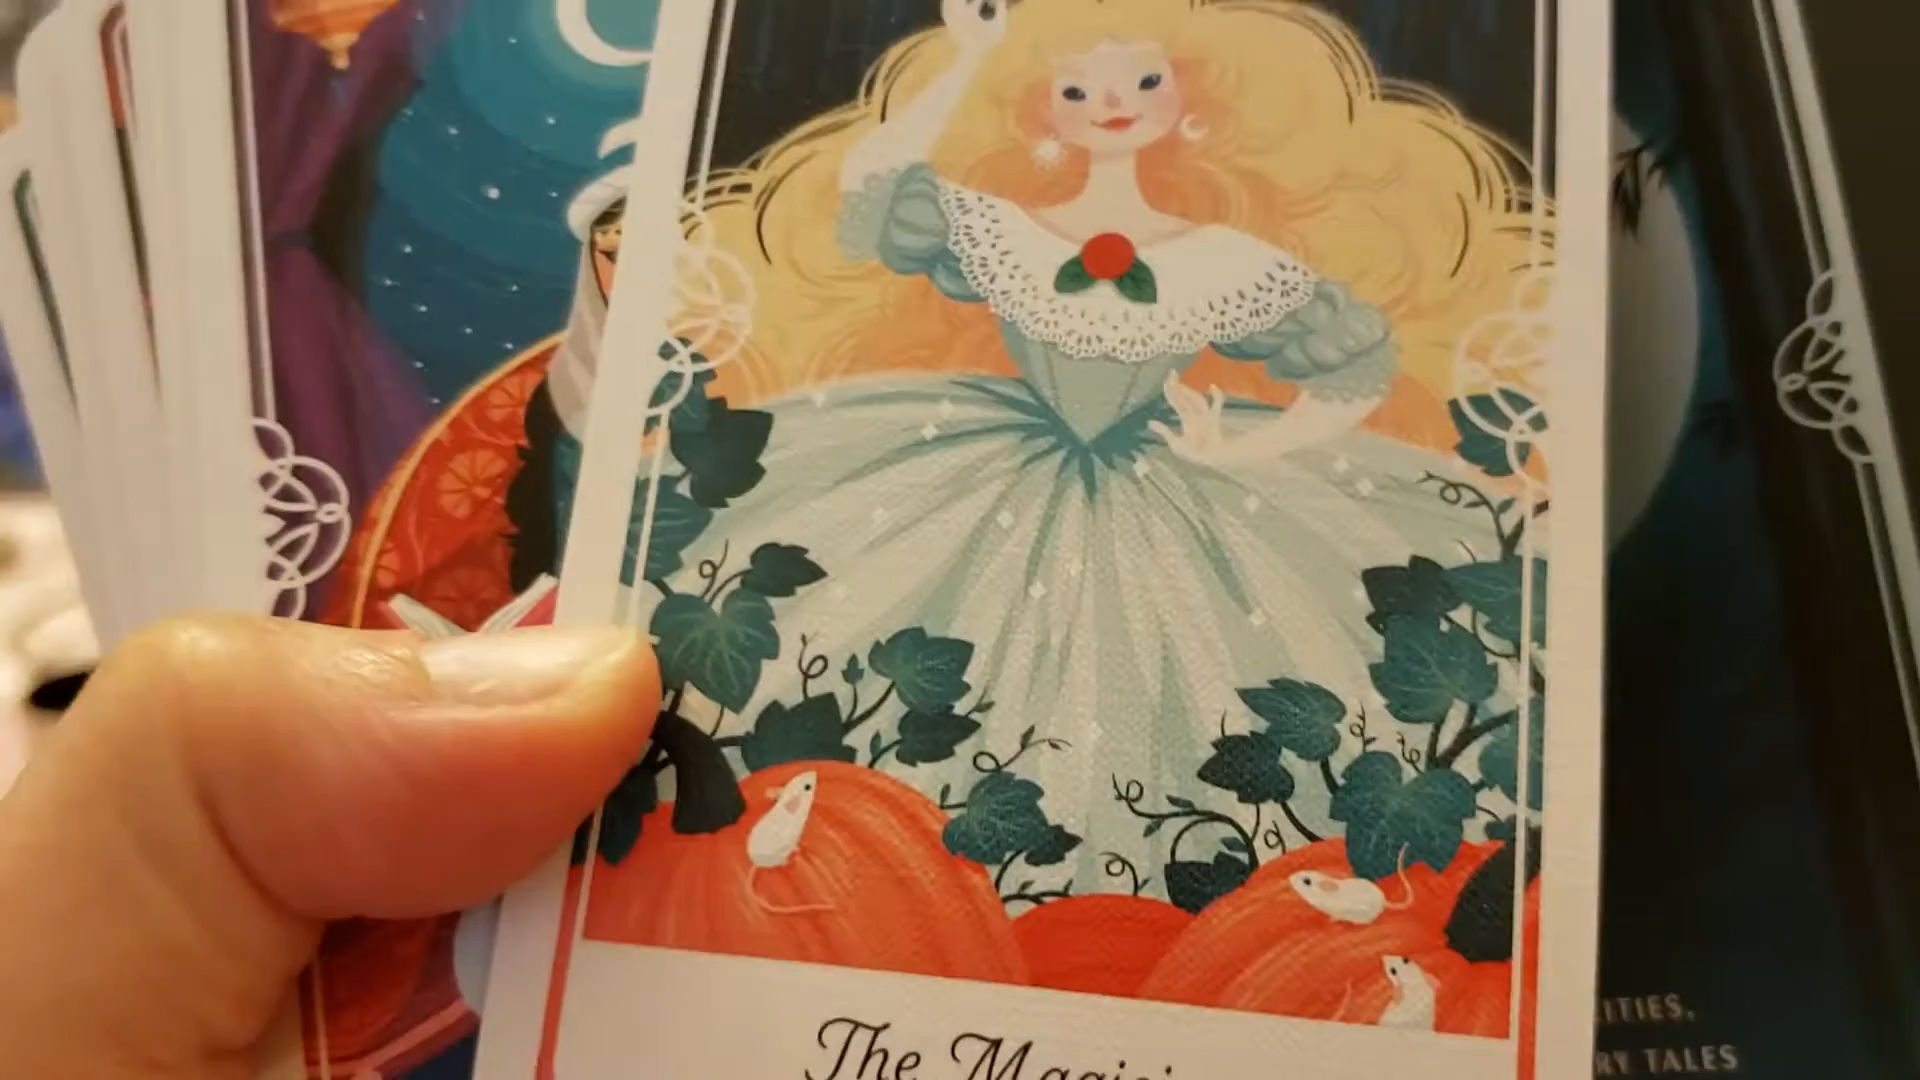 The Magici
ITIES.
RY TALES